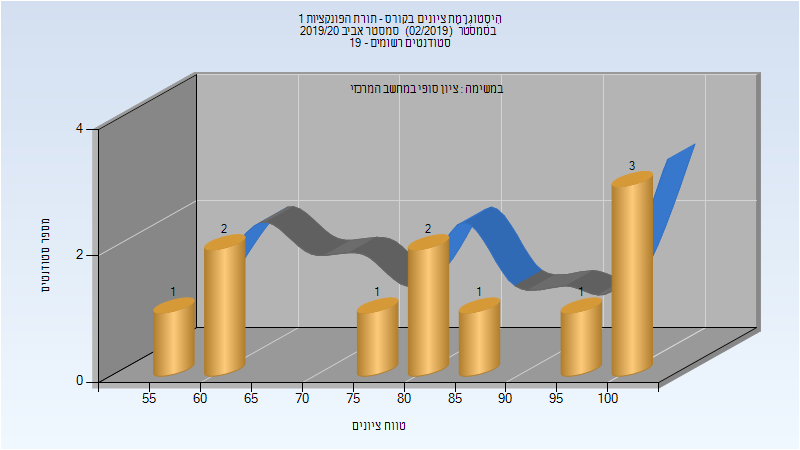 הִיסְטוֹגְרָמַת ציונים בקורס - תורת הפונקציות 1
בסמסטר (02/2019) סמסטר אביב 2019/20
סטודנטים רשומים - 19
במשימה : ציון סופי במחשב המרכזי
מספר סטודנטים
4
2
0
1
2
1
2
1
1
3
55 60 65 70 75 80 85 90 95 100
טווח ציונים